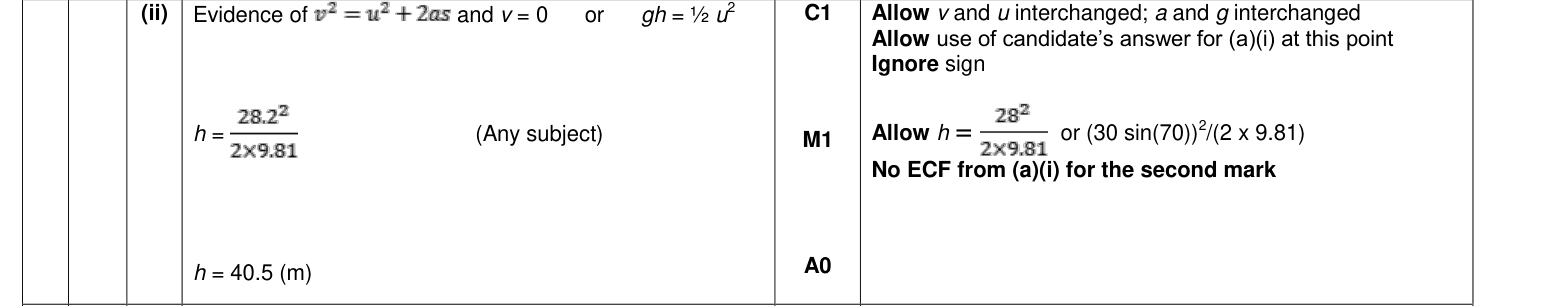 (ii) Evidence of v² = u² + 2as and v = 0 or gh = ½ u² C1 Allow v and u interchanged; a and g interchanged
Allow use of candidate's answer for (a)(i) at this point
Ignore sign
h = 28.2²/2×9.81 (Any subject) M1 Allow h = 28²/2×9.81 or (30 sin(70))²/(2 x 9.81)
No ECF from (a)(i) for the second mark
h = 40.5 (m) A0